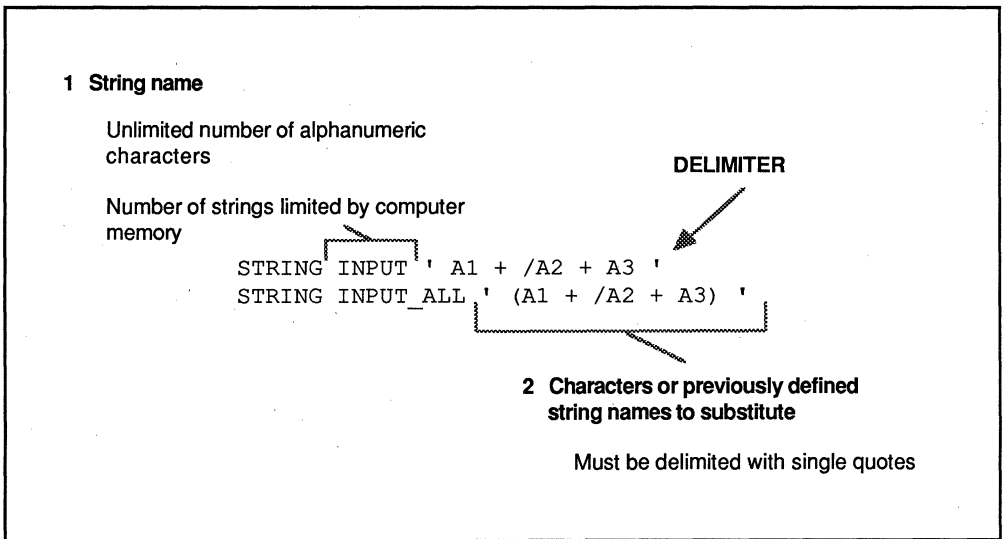 1 String name
Unlimited number of alphanumeric
characters
DELIMITER
Number of strings limited by computer
memory
STRING INPUT ' A1 + /A2 + A3 '
STRING INPUT_ALL ' (A1 + /A2 + A3) '
2 Characters or previously defined
string names to substitute
Must be delimited with single quotes